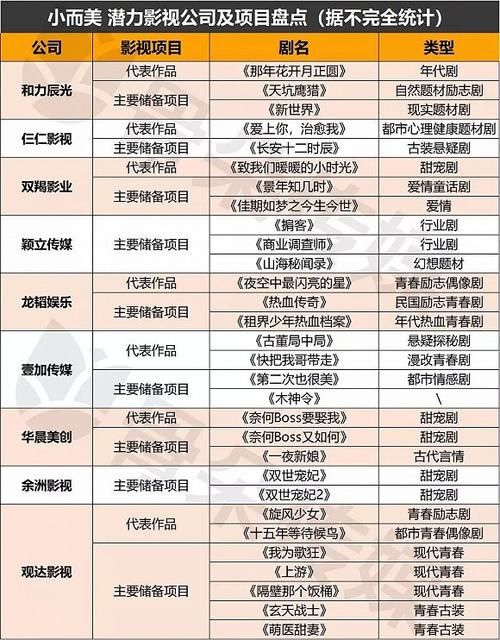 小而美 潜力影视公司及项目盘点（据不完全统计）
公司 影视项目 剧名 类型
和力辰光 代表作品 《那年花开月正圆》 年代剧
主要储备项目 《天坑鹰猎》 自然题材励志剧
《新世界》 现实题材剧
仨仁影视 代表作品 《爱上你，治愈我》 都市心理健康题材剧
主要储备项目 《长安十二时辰》 古装悬疑剧
双羯影业 代表作品 《致我们暖暖的小时光》 甜宠剧
主要储备项目 《景年知几时》 爱情童话剧
《佳期如梦之今生今世》 爱情
颖立传媒 主要储备项目 《掮客》 行业剧
《商业调查师》 行业剧
《山海秘闻录》 幻想题材
龙韬娱乐 代表作品 《夜空中最闪亮的星》 青春励志偶像剧
主要储备项目 《热血传奇》 民国励志青春剧
《租界少年热血档案》 年代热血青春剧
壹加传媒 代表作品 《古董局中局》 悬疑探秘剧
《快把我哥带走》 漫改青春剧
主要储备项目 《第二次也很美》 都市情感剧
《木神令》 \
华晨美创 代表作品 《奈何Boss要娶我》 甜宠剧
主要储备项目 《奈何Boss又如何》 甜宠剧
《一夜新娘》 古代言情
余洲影视 主要储备项目 《双世宠妃》 甜宠剧
《双世宠妃2》 甜宠剧
观达影视 代表作品 《旋风少女》 青春励志剧
《十五年等待候鸟》 都市青春偶像剧
主要储备项目 《我为歌狂》 现代青春
《上游》 现代青春
《隔壁那个饭桶》 现代青春
《玄天战士》 青春古装
《萌医甜妻》 青春古装